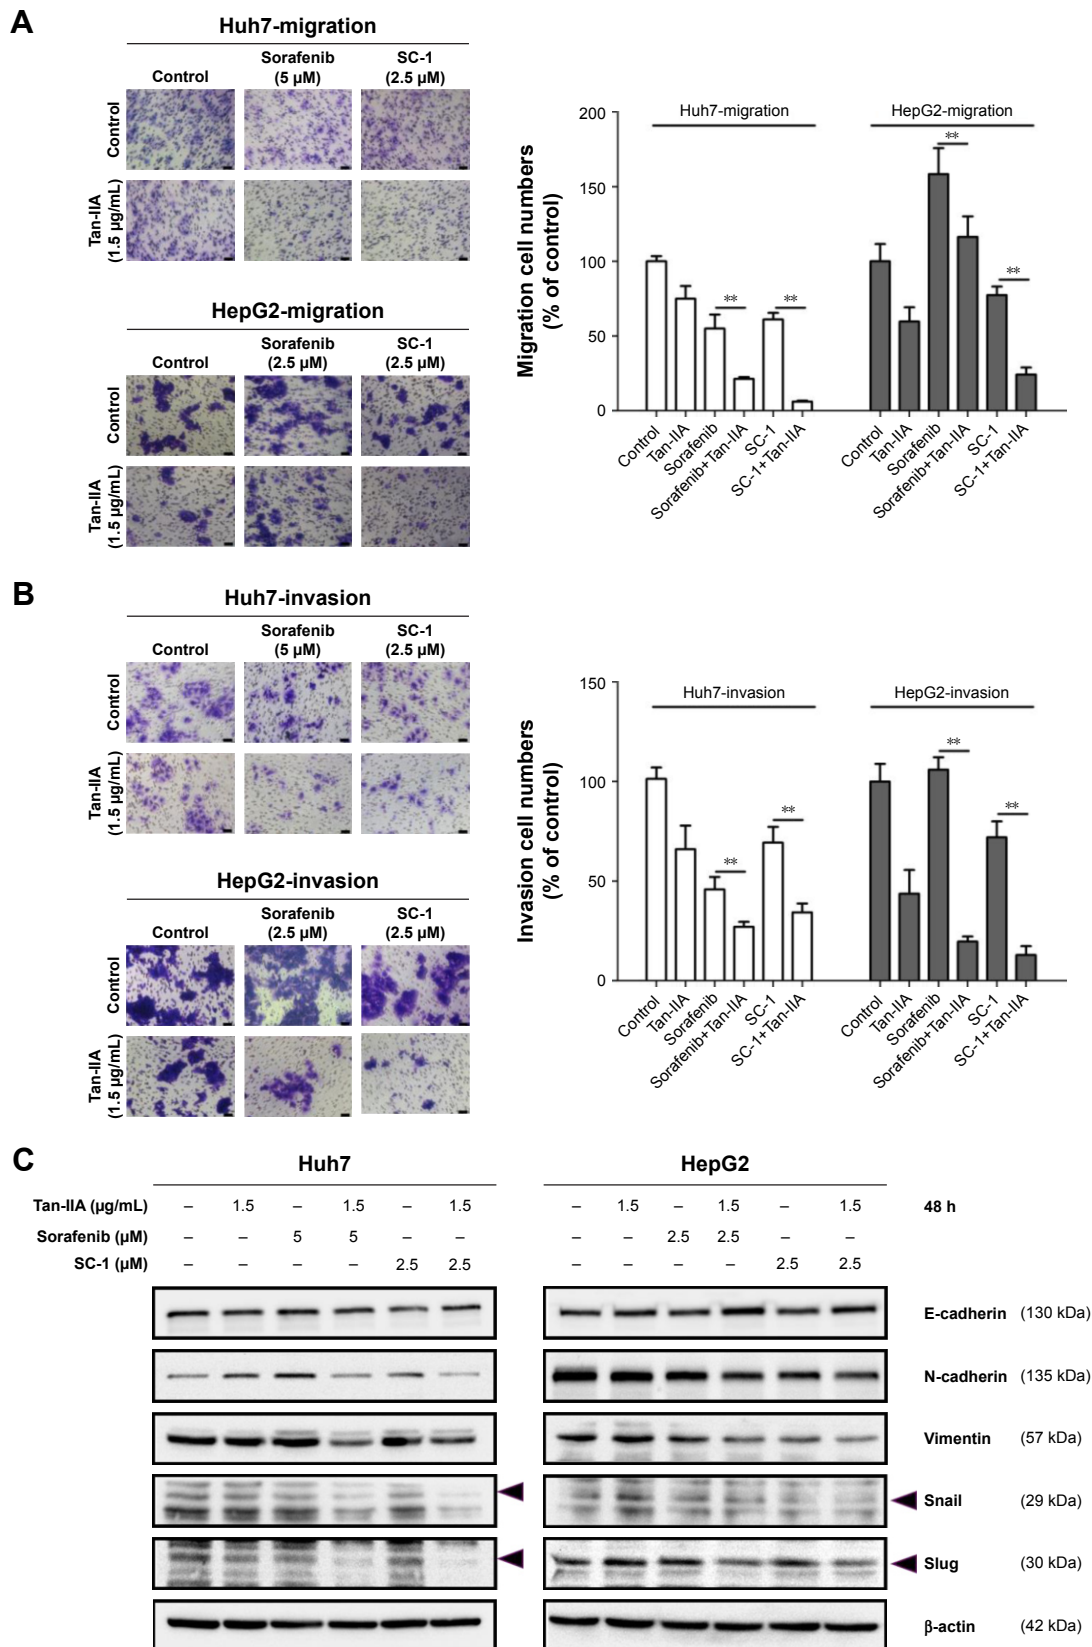 A
Huh7-migration
Control
Sorafenib
(5 µM)
SC-1
(2.5 µM)
Control
Tan-IIA
(1.5 µg/mL)
HepG2-migration
Control
Sorafenib
(2.5 µM)
SC-1
(2.5 µM)
Control
Tan-IIA
(1.5 µg/mL)
Migration cell numbers
(% of control)
200
150
100
50
0
Huh7-migration
HepG2-migration
**
**
**
**
Control
Tan-IIA
Sorafenib
Sorafenib+Tan-IIA
SC-1
SC-1+Tan-IIA
Control
Tan-IIA
Sorafenib
Sorafenib+Tan-IIA
SC-1
SC-1+Tan-IIA
B
Huh7-invasion
Control
Sorafenib
(5 µM)
SC-1
(2.5 µM)
Control
Tan-IIA
(1.5 µg/mL)
HepG2-invasion
Control
Sorafenib
(2.5 µM)
SC-1
(2.5 µM)
Control
Tan-IIA
(1.5 µg/mL)
Invasion cell numbers
(% of control)
150
100
50
0
Huh7-invasion
HepG2-invasion
**
**
**
**
Control
Tan-IIA
Sorafenib
Sorafenib+Tan-IIA
SC-1
SC-1+Tan-IIA
Control
Tan-IIA
Sorafenib
Sorafenib+Tan-IIA
SC-1
SC-1+Tan-IIA
C
Huh7
HepG2
Tan-IIA (µg/mL) – 1.5 – 1.5 – 1.5 – 1.5 – 1.5 – 1.5 48 h
Sorafenib (µM) – – 5 5 – – – – 2.5 2.5 – –
SC-1 (µM) – – – – 2.5 2.5 – – – – 2.5 2.5
E-cadherin (130 kDa)
N-cadherin (135 kDa)
Vimentin (57 kDa)
Snail (29 kDa)
Slug (30 kDa)
β-actin (42 kDa)